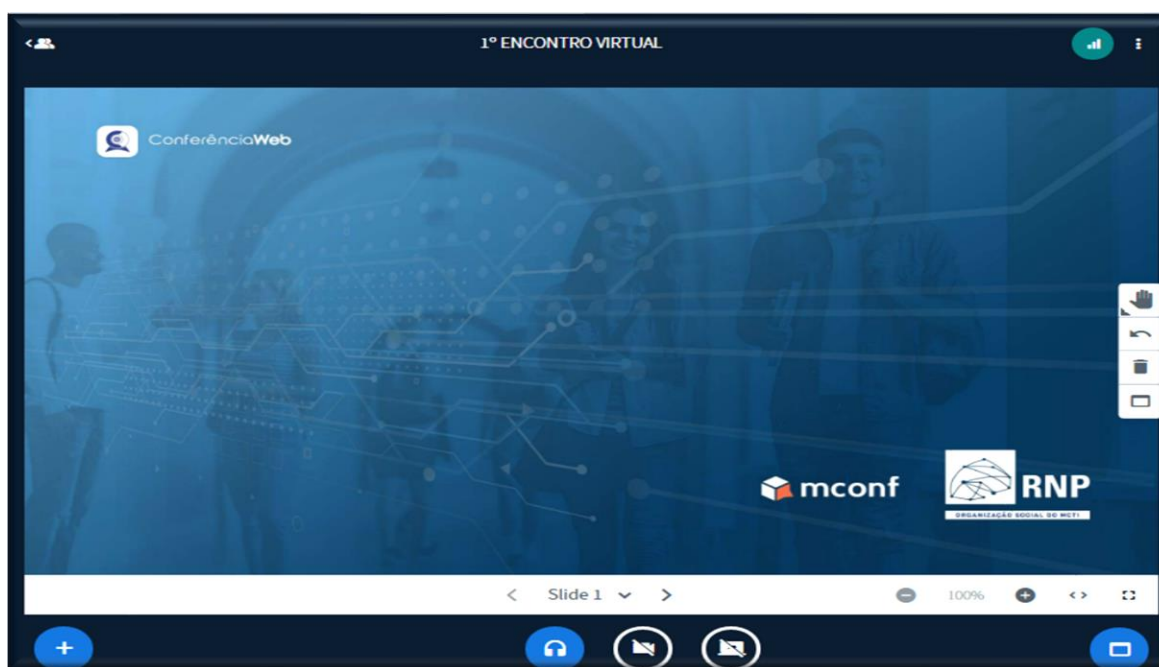 1º ENCONTRO VIRTUAL
ConferênciaWeb
mconf
RNP
ORGANIZAÇÃO SOCIAL DO MCTI
Slide 1
100%